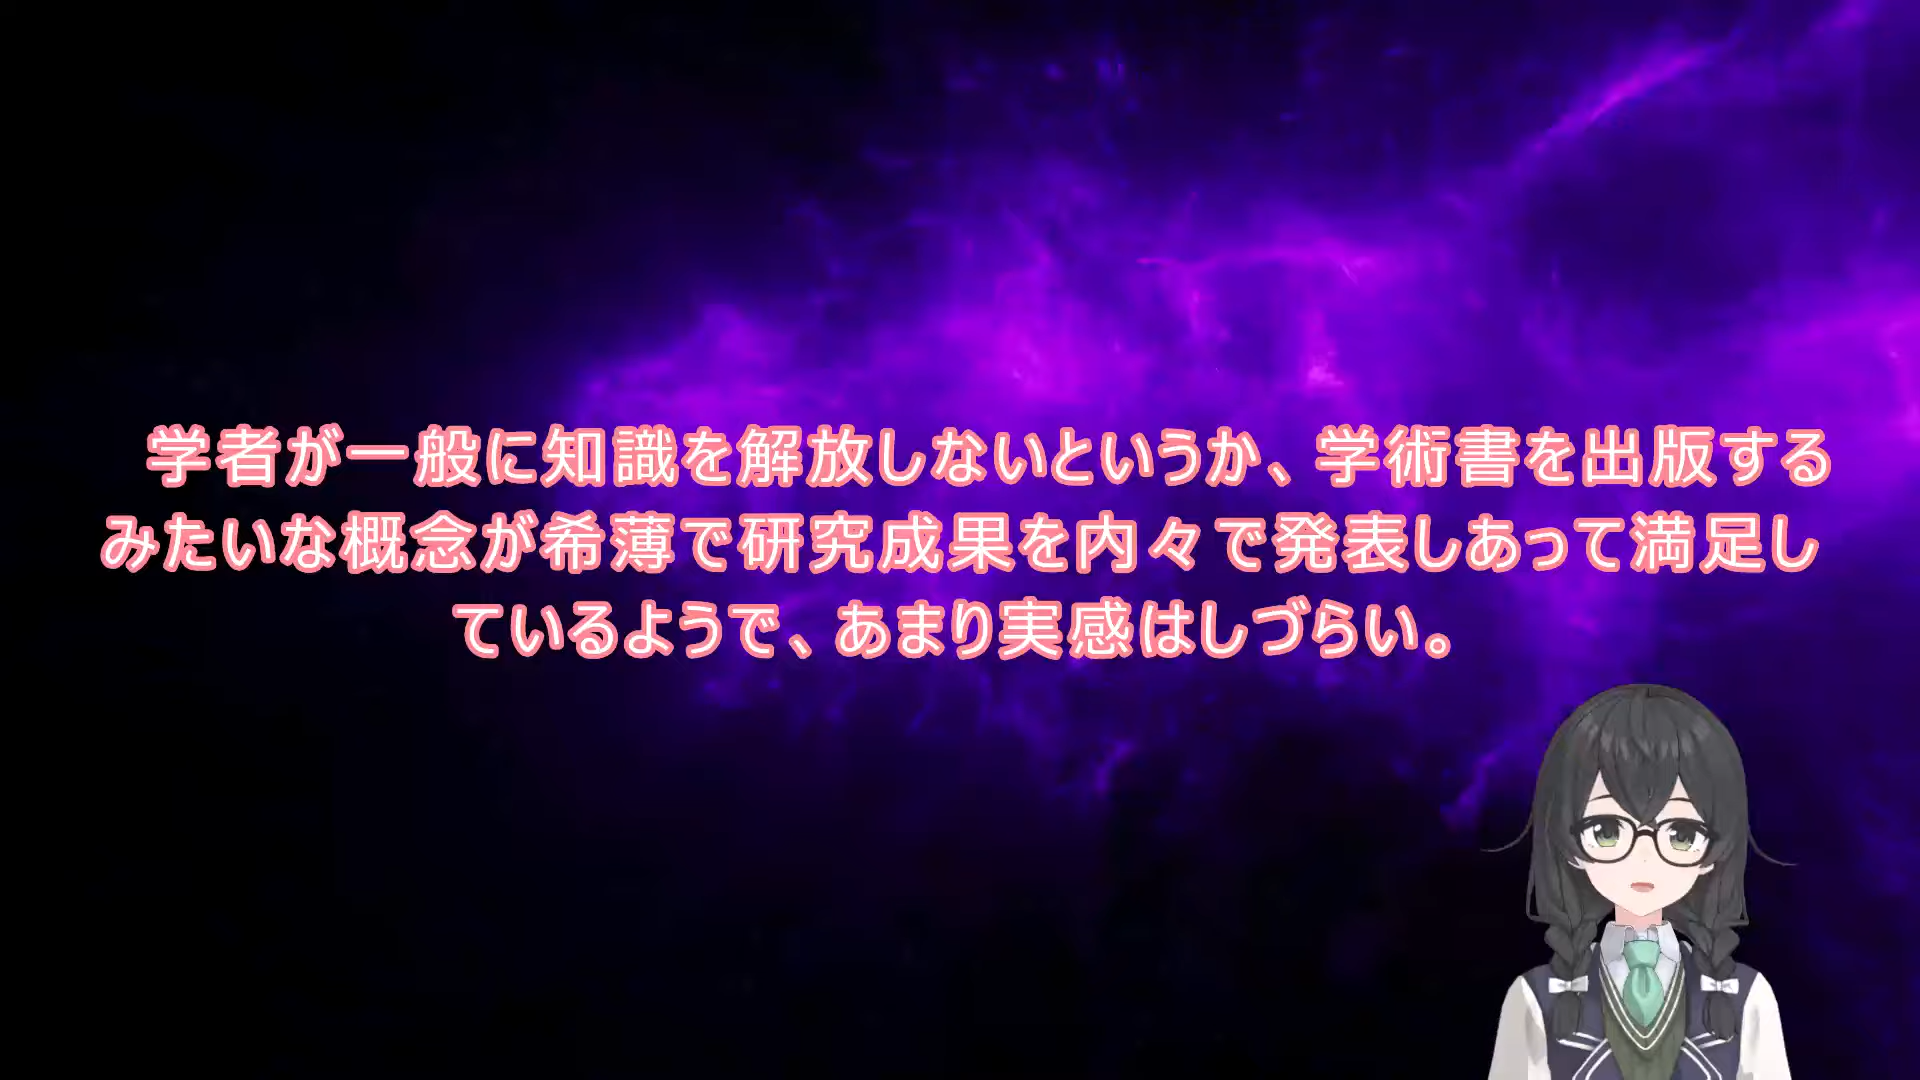 学者が一般に知識を解放しないというか、学術書を出版する
みたいな概念が希薄で研究成果を内々で発表しあって満足し
ているようで、あまり実感はしづらい。